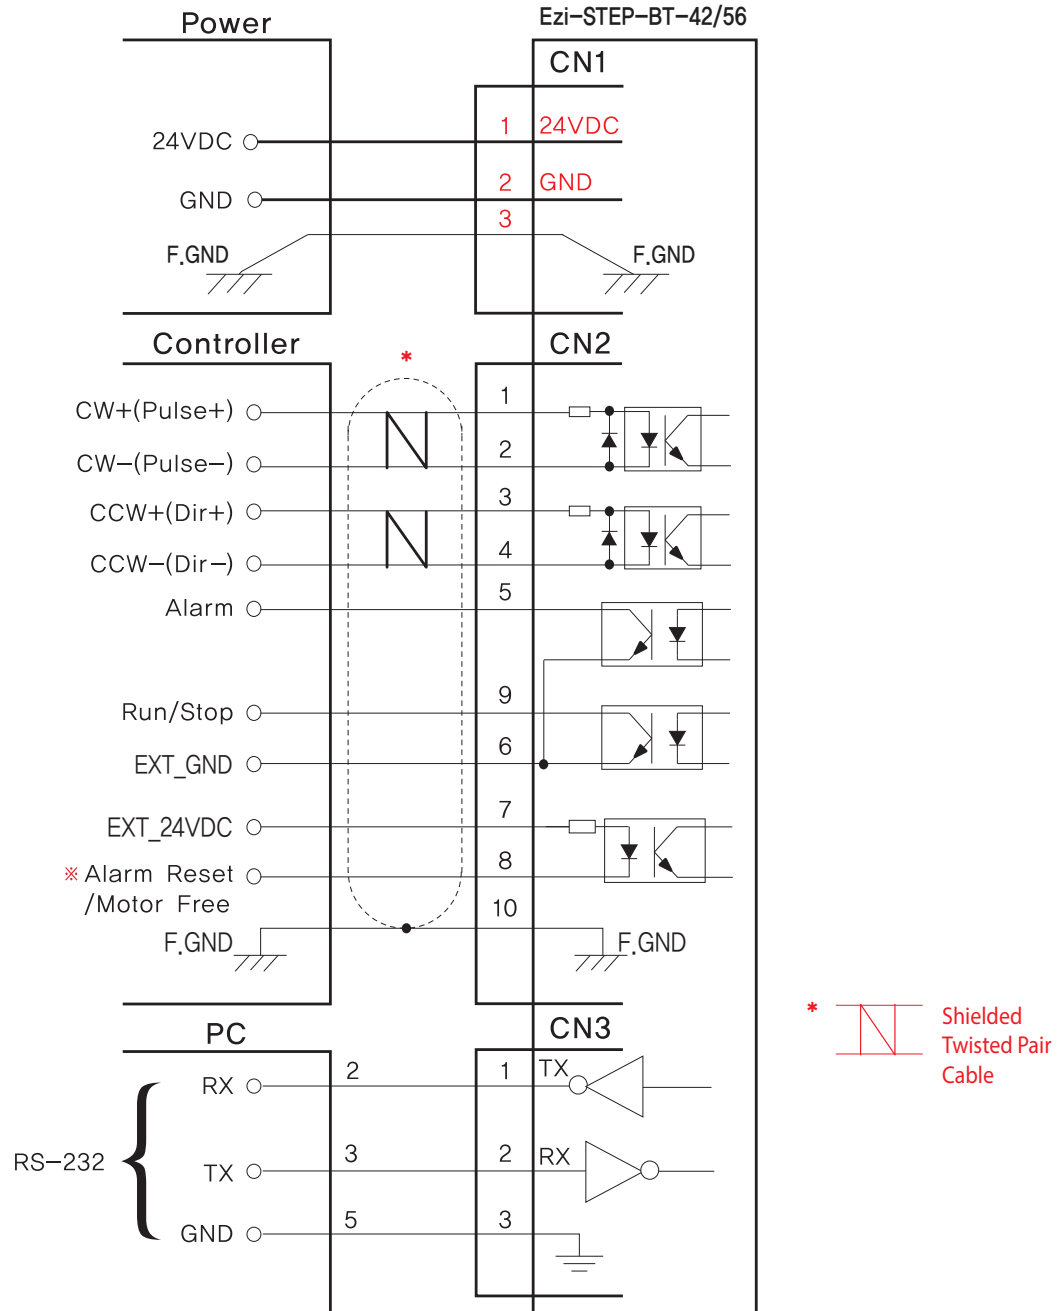 Power
Ezi-STEP-BT-42/56
CN1
24VDC
1 24VDC
GND
2 GND
3
F.GND
F.GND
Controller
*
CN2
CW+(Pulse+)
1
CW-(Pulse-)
2
CCW+(Dir+)
3
CCW-(Dir-)
4
Alarm
5
Run/Stop
9
EXT_GND
6
EXT_24VDC
7
※ Alarm Reset
/Motor Free
8
10
F.GND
F.GND
PC
CN3
RS-232
RX
2
1 TX
TX
3
2 RX
GND
5
3
* Shielded
Twisted Pair
Cable